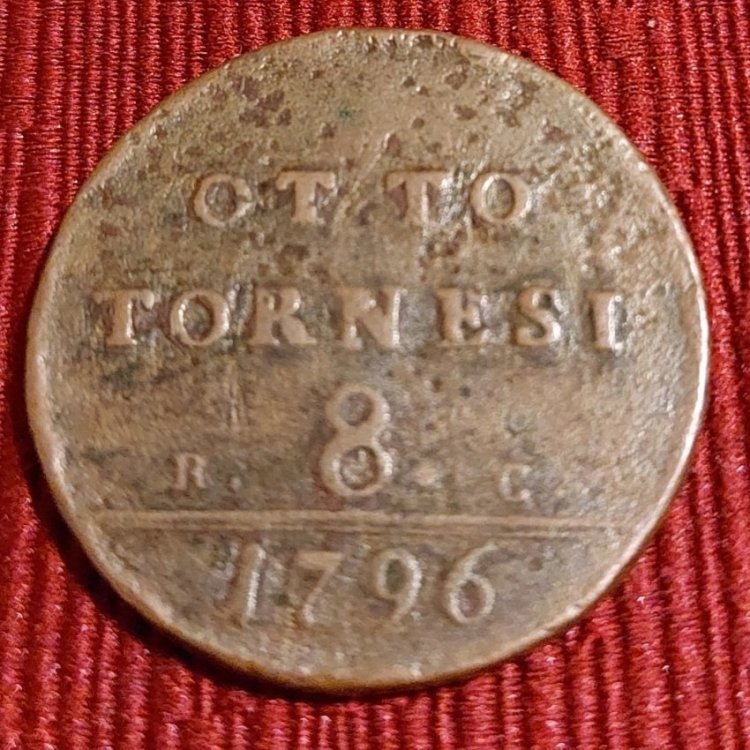 OTTO
TORNESI
8
R. C.
1796